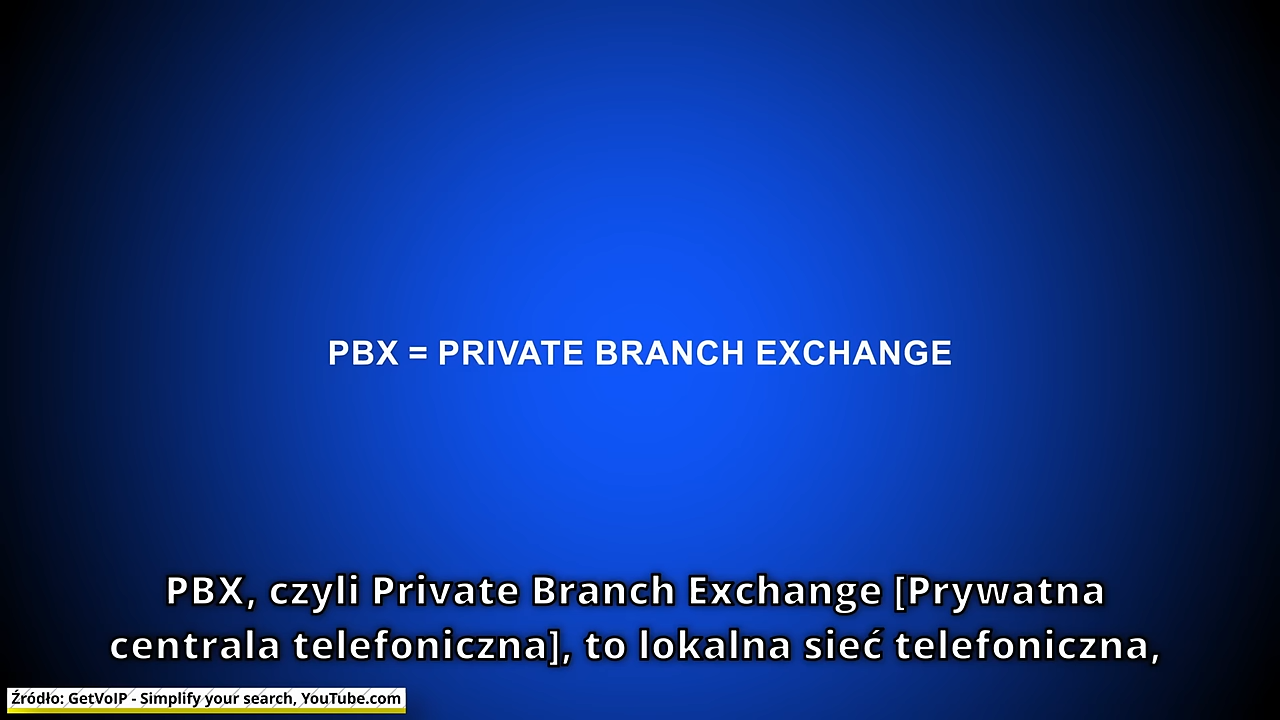 PBX = PRIVATE BRANCH EXCHANGE
PBX, czyli Private Branch Exchange [Prywatna
centrala telefoniczna], to lokalna sieć telefoniczna,
Źródło: GetVoIP - Simplify your search, YouTube.com